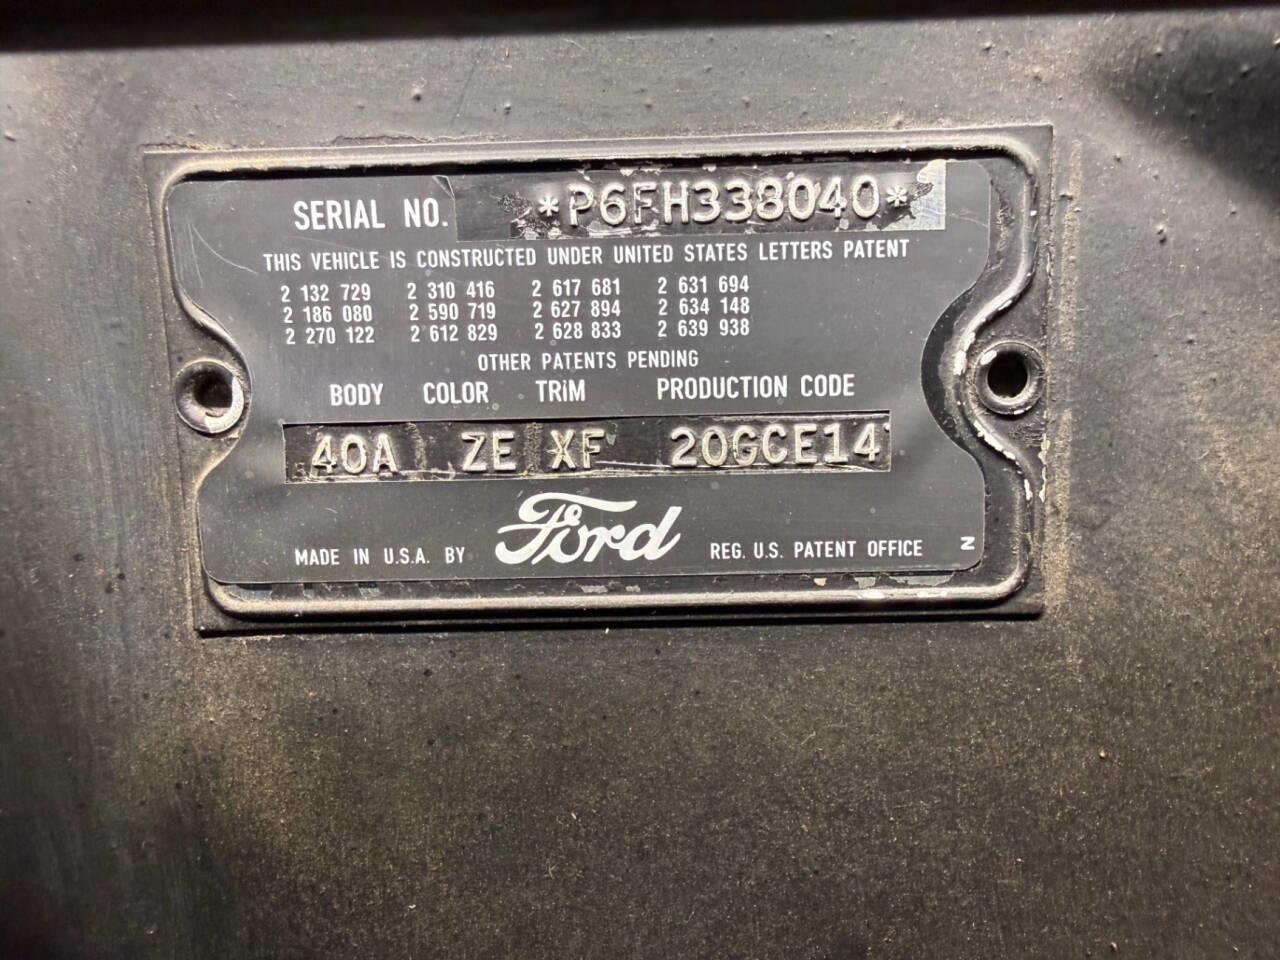 SERIAL NO. *P6FH338040*
THIS VEHICLE IS CONSTRUCTED UNDER UNITED STATES LETTERS PATENT
2 132 729 2 310 416 2 617 681 2 631 694
2 186 080 2 590 719 2 627 894 2 634 148
2 270 122 2 612 829 2 628 833 2 639 938
OTHER PATENTS PENDING
BODY COLOR TRiM PRODUCTION CODE
40A ZE XF 20GCE14
MADE IN U.S.A. BY Ford REG. U.S. PATENT OFFICE N